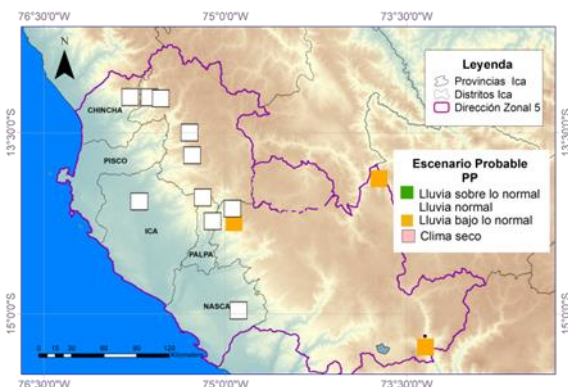 76°30'0"W 75°0'0"W 73°30'0"W
N
Leyenda
Provincias Ica
Distritos Ica
Dirección Zonal 5
CHINCHA
13°30'0"S
13°30'0"S
PISCO
Escenario Probable
PP
Lluvia sobre lo normal
Lluvia normal
Lluvia bajo lo normal
Clima seco
ICA
PALPA
NASCA
15°0'0"S
15°0'0"S
0 15 30 60 90 120
Kilometers
76°30'0"W 75°0'0"W 73°30'0"W